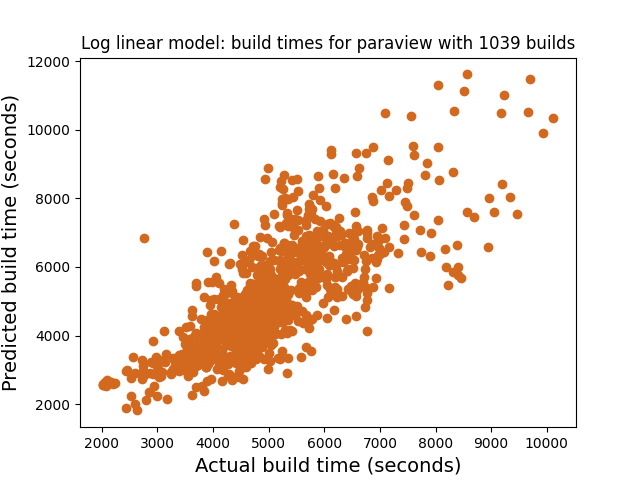 Log linear model: build times for paraview with 1039 builds
12000
10000
8000
6000
4000
2000
Predicted build time (seconds)
2000 3000 4000 5000 6000 7000 8000 9000 10000
Actual build time (seconds)